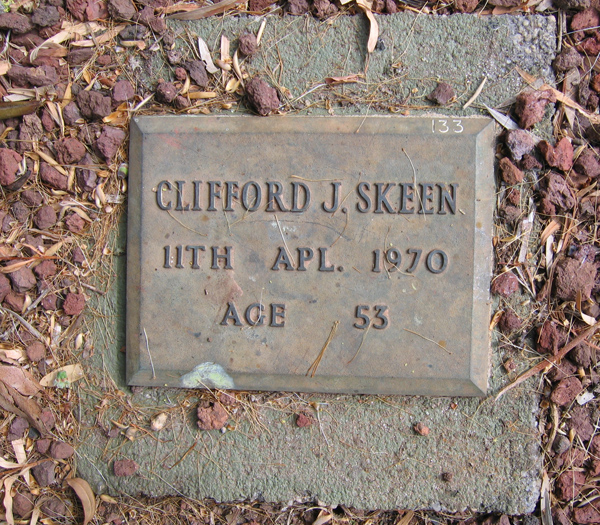 133
CLIFFORD J. SKEEN
11TH APL. 1970
AGE 53